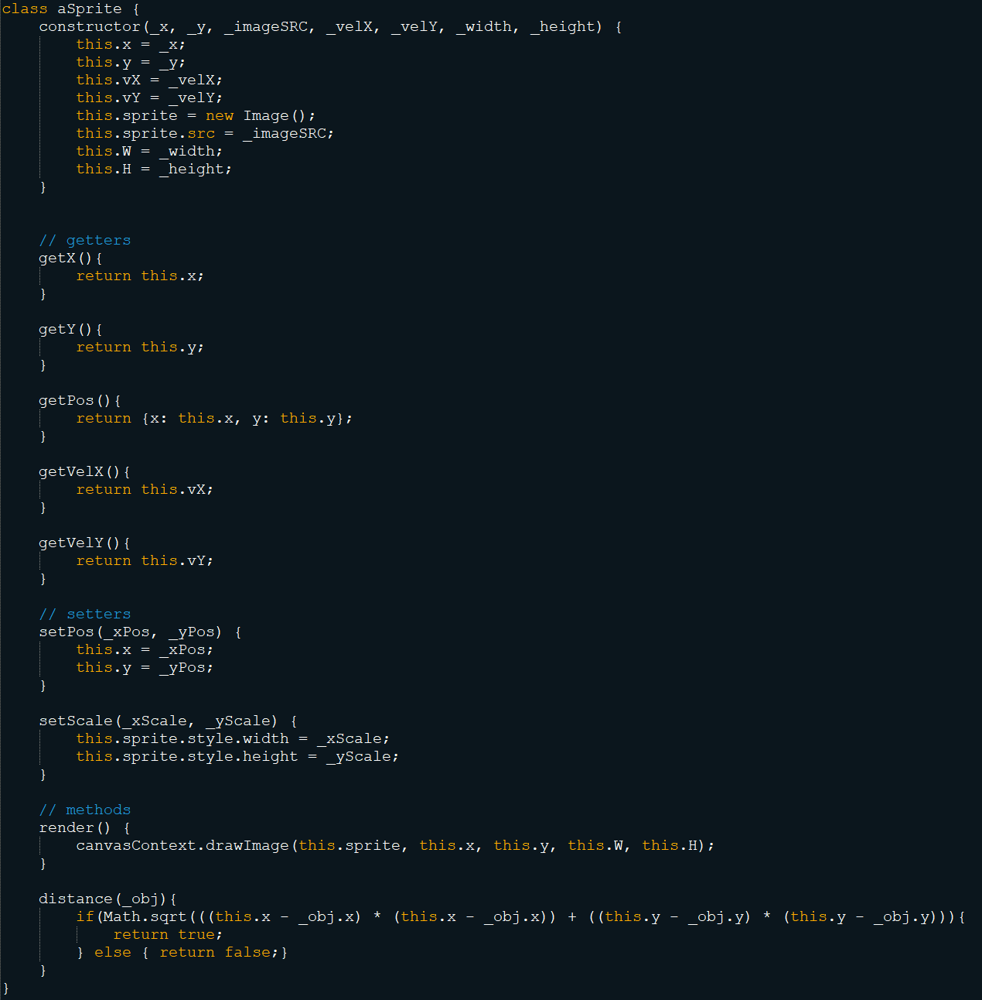 class aSprite {
    constructor(_x, _y, _imageSRC, _velX, _velY, _width, _height) {
        this.x = _x;
        this.y = _y;
        this.vX = _velX;
        this.vY = _velY;
        this.sprite = new Image();
        this.sprite.src = _imageSRC;
        this.W = _width;
        this.H = _height;
    }

    // getters
    getX(){
        return this.x;
    }

    getY(){
        return this.y;
    }

    getPos(){
        return {x: this.x, y: this.y};
    }

    getVelX(){
        return this.vX;
    }

    getVelY(){
        return this.vY;
    }

    // setters
    setPos(_xPos, _yPos) {
        this.x = _xPos;
        this.y = _yPos;
    }

    setScale(_xScale, _yScale) {
        this.sprite.style.width = _xScale;
        this.sprite.style.height = _yScale;
    }

    // methods
    render() {
        canvasContext.drawImage(this.sprite, this.x, this.y, this.W, this.H);
    }

    distance(_obj){
        if(Math.sqrt(((this.x - _obj.x) * (this.x - _obj.x)) + ((this.y - _obj.y) * (this.y - _obj.y))){
            return true;
        } else { return false;}
    }
}